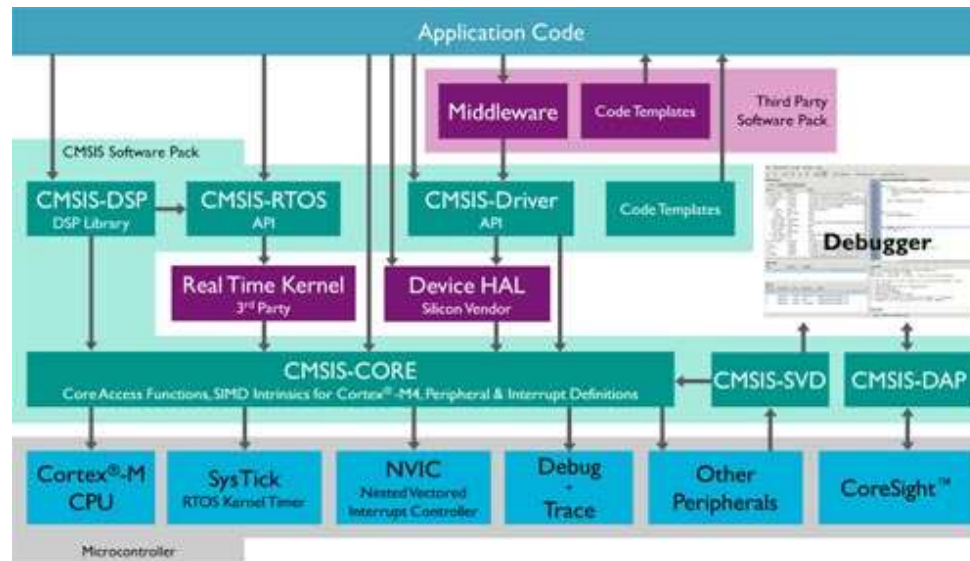 Application Code
Middleware
Code Templates
Third Party
Software Pack
CMSIS Software Pack
CMSIS-DSP
DSP Library
CMSIS-RTOS
API
CMSIS-Driver
API
Code Templates
Debugger
Real Time Kernel
3rd Party
Device HAL
Silicon Vendor
CMSIS-CORE
Core Access Functions, SIMD Intrinsics for Cortex®-M4, Peripheral & Interrupt Definitions
CMSIS-SVD
CMSIS-DAP
Cortex®-M
CPU
SysTick
RTOS Kernel Timer
NVIC
Nested Vectored
Interrupt Controller
Debug
+
Trace
Other
Peripherals
CoreSight™
Microcontroller